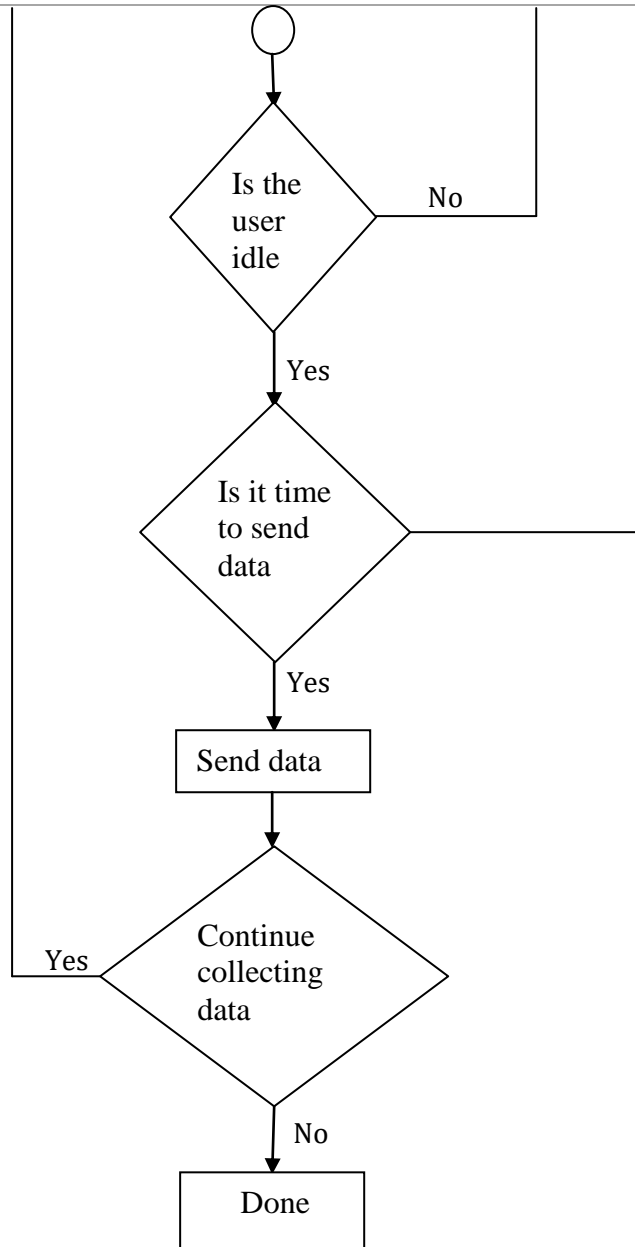 Is the
user
idle
No
Yes
Is it time
to send
data
Yes
Send data
Continue
collecting
data
Yes
No
Done